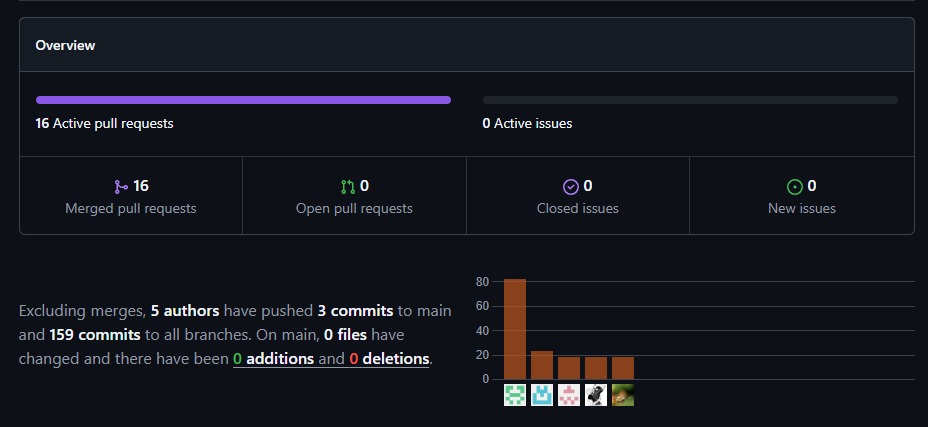 Overview
16 Active pull requests
0 Active issues
16
Merged pull requests
0
Open pull requests
0
Closed issues
0
New issues
Excluding merges, 5 authors have pushed 3 commits to main
and 159 commits to all branches. On main, 0 files have
changed and there have been 0 additions and 0 deletions.
80
60
40
20
0